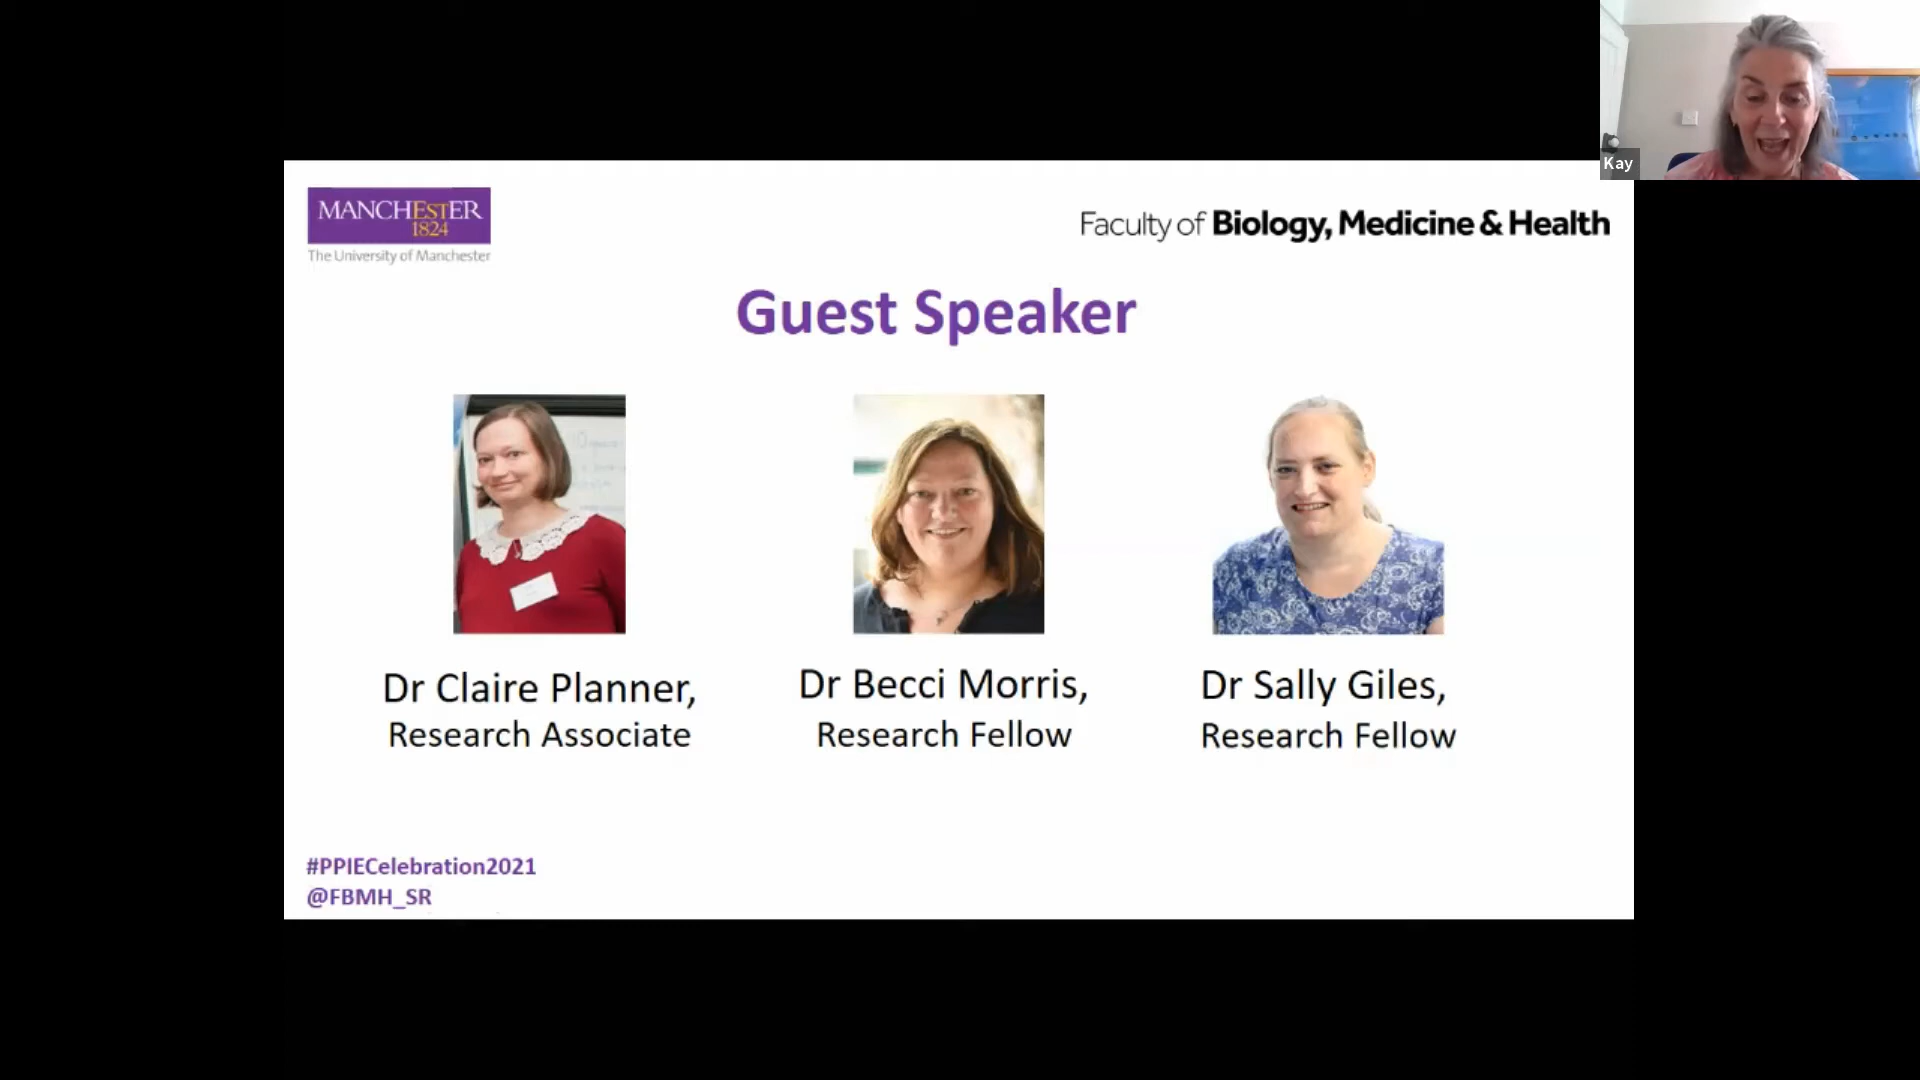 Kay
MANCHESTER
1824
The University of Manchester
Faculty of Biology, Medicine & Health
Guest Speaker
Dr Claire Planner,
Research Associate
Dr Becci Morris,
Research Fellow
Dr Sally Giles,
Research Fellow
#PPIECelebration2021
@FBMH_SR